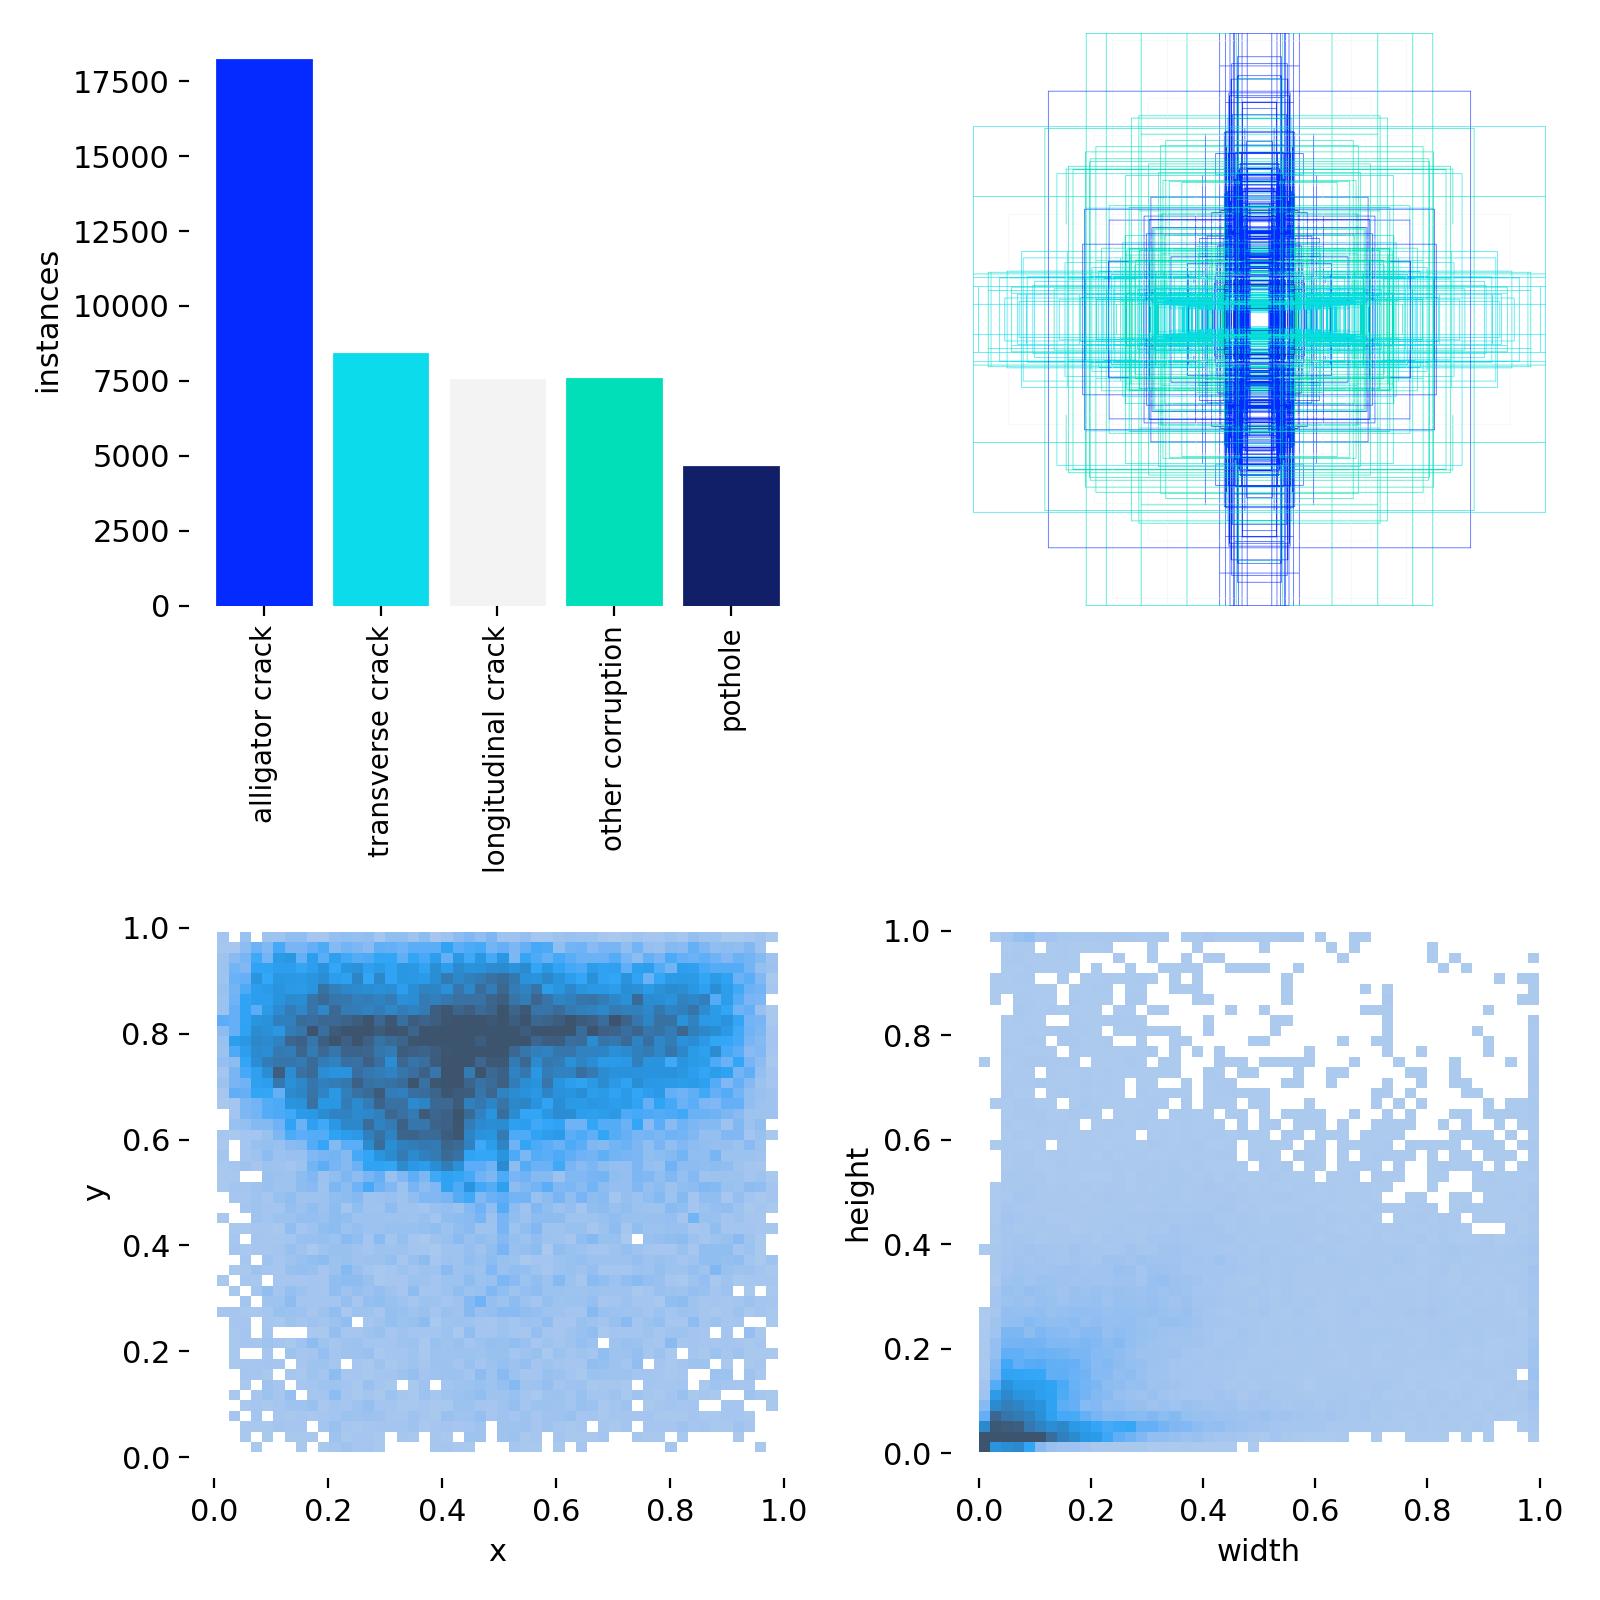 17500
15000
12500
10000
7500
5000
2500
0
instances
alligator crack
transverse crack
longitudinal crack
other corruption
pothole
1.0
0.8
0.6
0.4
0.2
0.0
y
0.0 0.2 0.4 0.6 0.8 1.0
x
1.0
0.8
0.6
0.4
0.2
0.0
height
0.0 0.2 0.4 0.6 0.8 1.0
width